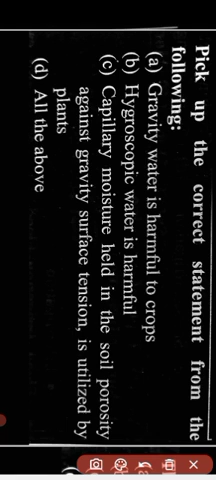 Pick up the correct statement from the
following:
(a) Gravity water is harmful to crops
(b) Hygroscopic water is harmful
(c) Capillary moisture held in the soil porosity
against gravity surface tension, is utilized by
plants
(d) All the above